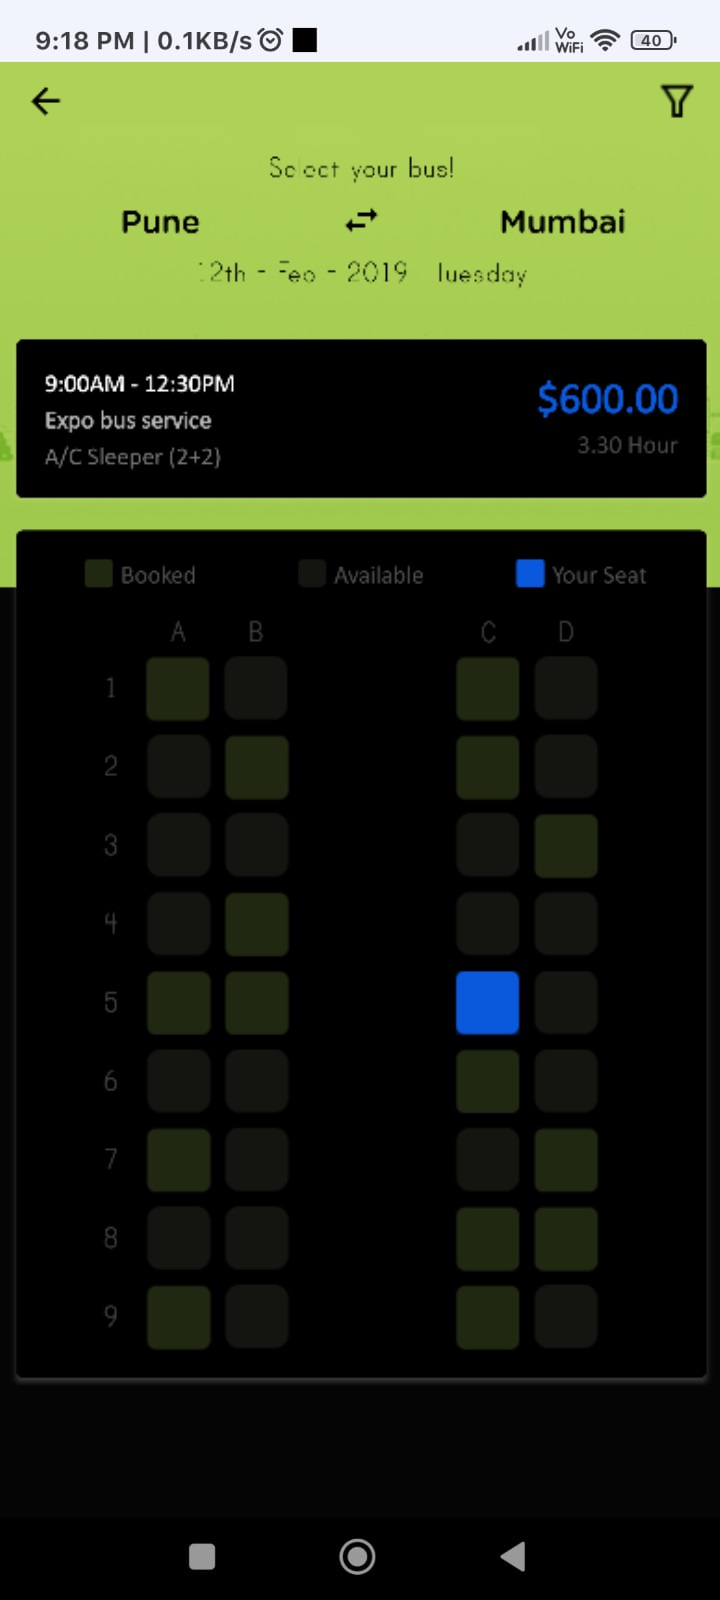 9:18 PM | 0.1KB/s Vo WiFi 40
Select your bus!
Pune Mumbai
12th - Feb - 2019 Tuesday
9:00AM - 12:30PM $600.00
Expo bus service
A/C Sleeper (2+2) 3.30 Hour
Booked Available Your Seat
A B C D
1
2
3
4
5
6
7
8
9